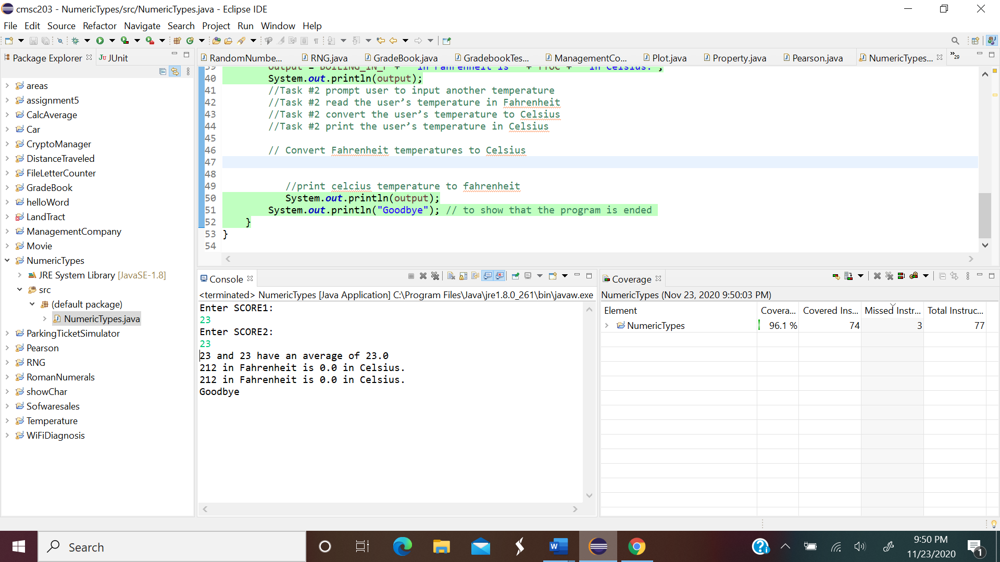 cmsc203 - NumericTypes/src/NumericTypes.java - Eclipse IDE
File Edit Source Refactor Navigate Search Project Run Window Help
Package Explorer
JUnit
RandomNumbe...
RNG.java
GradeBook.java
GradebookTes...
ManagementCo...
Plot.java
Property.java
Pearson.java
NumericTypes...
29
areas
assignment5
CalcAverage
Car
CryptoManager
DistanceTraveled
FileLetterCounter
GradeBook
helloWord
LandTract
ManagementCompany
Movie
NumericTypes
JRE System Library [JavaSE-1.8]
src
(default package)
NumericTypes.java
ParkingTicketSimulator
Pearson
RNG
RomanNumerals
showChar
Sofwaresales
Temperature
WiFiDiagnosis
39 output = BOILING_IN_F + " in Fahrenheit is " + fToC + " in Celsius.";
40 System.out.println(output);
41 //Task #2 prompt user to input another temperature
42 //Task #2 read the user’s temperature in Fahrenheit
43 //Task #2 convert the user’s temperature to Celsius
44 //Task #2 print the user’s temperature in Celsius
45
46 // Convert Fahrenheit temperatures to Celsius
47
48
49 //print celcius temperature to fahrenheit
50 System.out.println(output);
51 System.out.println("Goodbye"); // to show that the program is ended
52 }
53 }
54
Console
<terminated> NumericTypes [Java Application] C:\Program Files\Java\jre1.8.0_261\bin\javaw.exe
Enter SCORE1:
23
Enter SCORE2:
23
23 and 23 have an average of 23.0
212 in Fahrenheit is 0.0 in Celsius.
212 in Fahrenheit is 0.0 in Celsius.
Goodbye
Coverage
NumericTypes (Nov 23, 2020 9:50:03 PM)
Element Covera... Covered Ins... Missed Instr... Total Instruc...
NumericTypes 96.1 % 74 3 77
Search
9:50 PM
11/23/2020
1